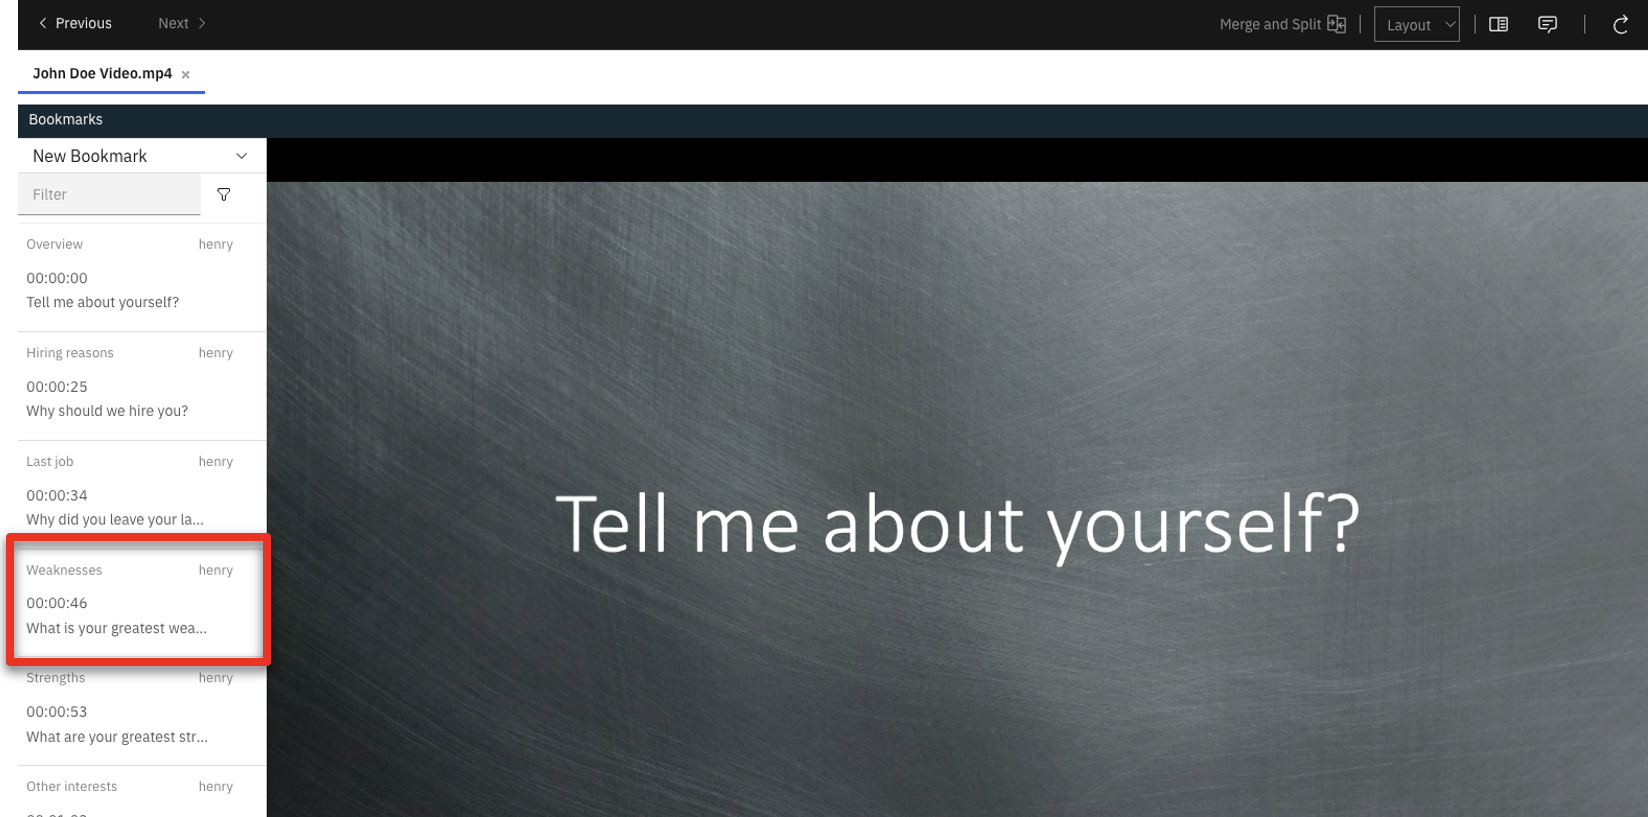 Previous Next Merge and Split Layout
John Doe Video.mp4 ×
Bookmarks
New Bookmark
Filter
Overview henry
00:00:00
Tell me about yourself?
Hiring reasons henry
00:00:25
Why should we hire you?
Last job henry
00:00:34
Why did you leave your la...
Weaknesses henry
00:00:46
What is your greatest wea...
Strengths henry
00:00:53
What are your greatest str...
Other interests henry
Tell me about yourself?